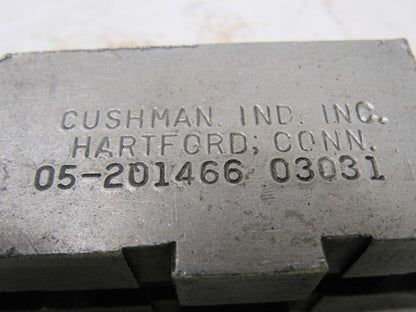 CUSHMAN. IND. INC.
HARTFORD, CONN.
05-201466 03031